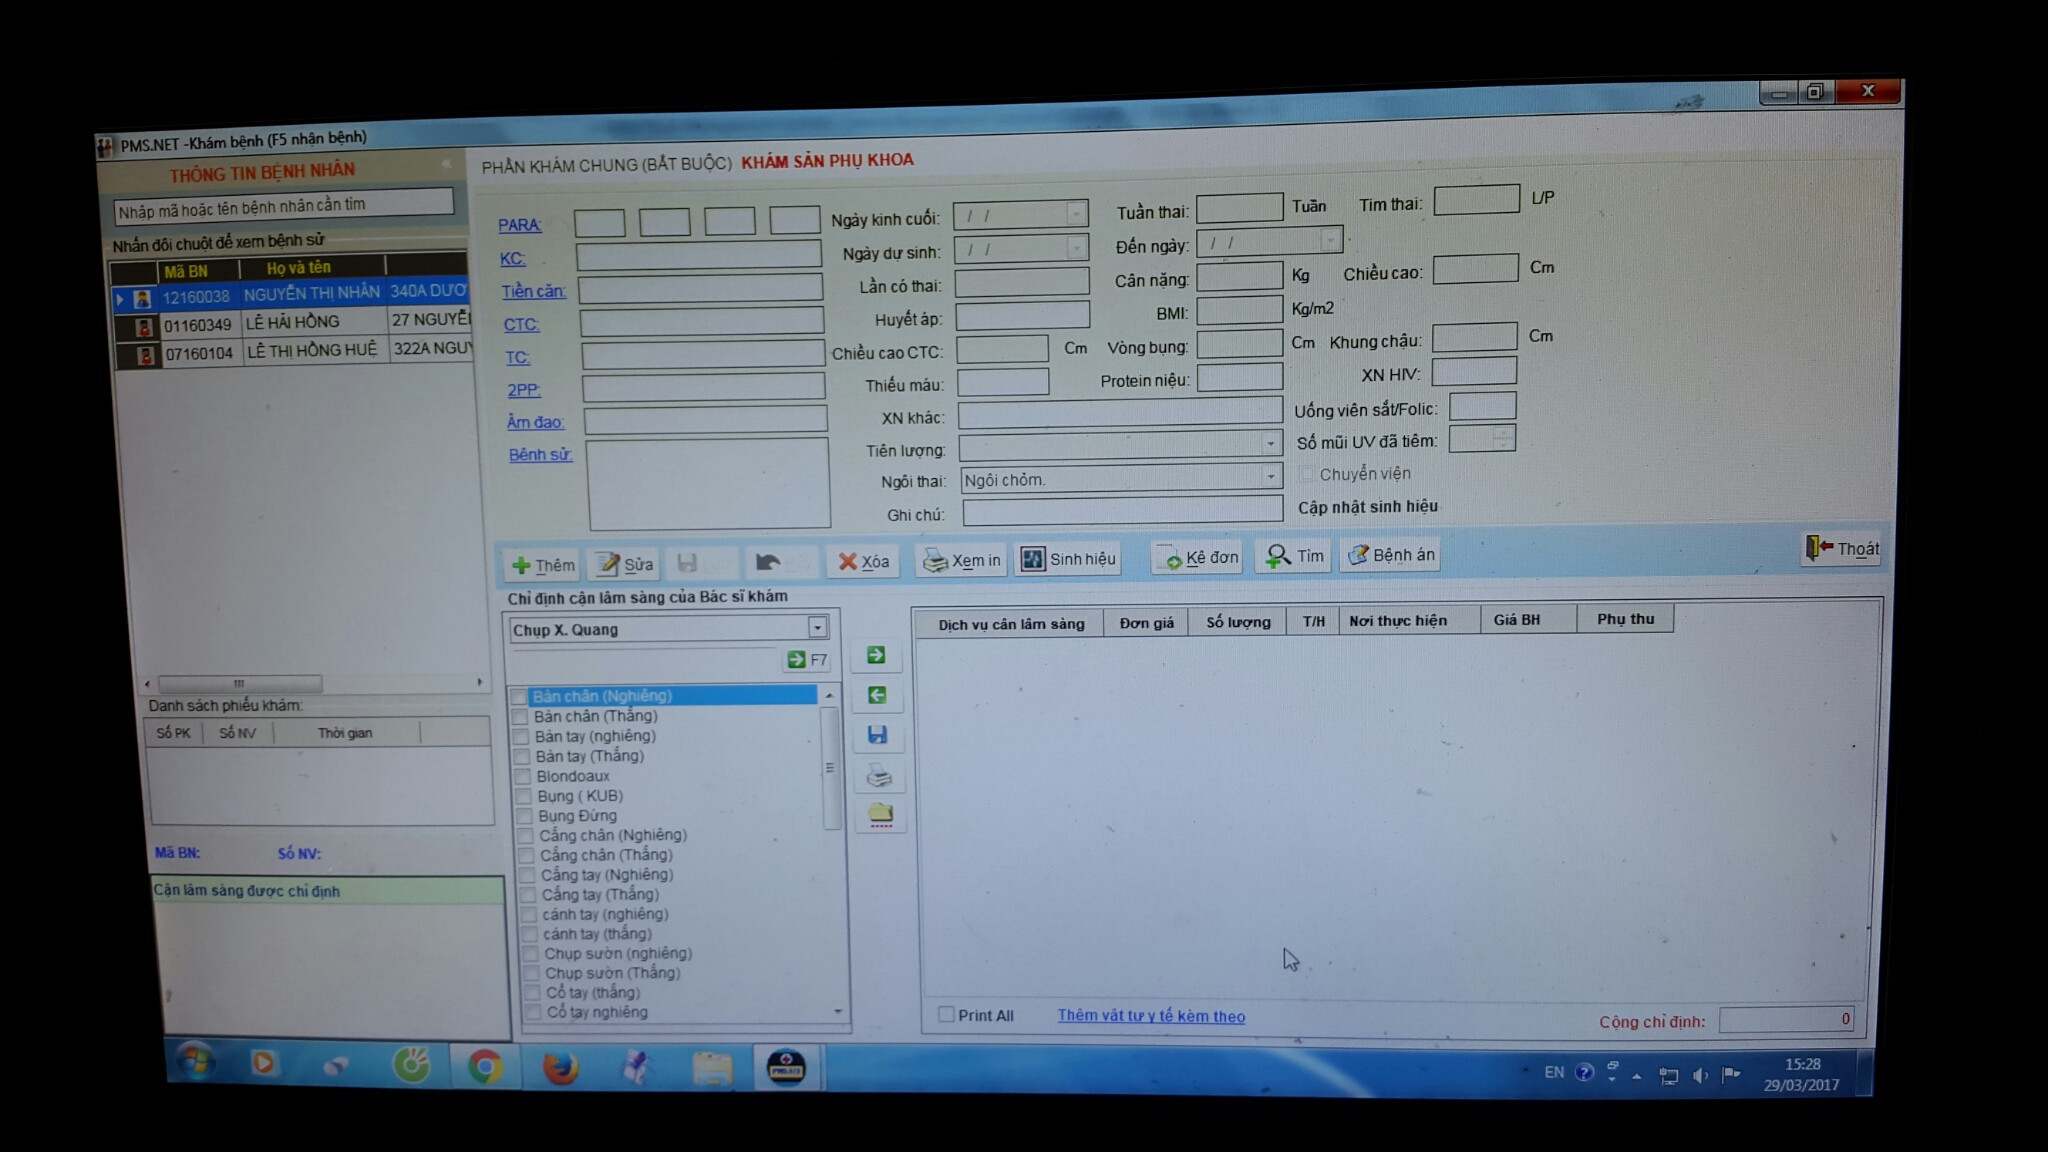 PMS.NET -Khám bệnh (F5 nhận bệnh)
THÔNG TIN BỆNH NHÂN
Nhập mã hoặc tên bệnh nhân cần tìm
Nhấn đôi chuột để xem bệnh sử
Mã BN Họ và tên
12160038 NGUYỄN THỊ NHÀN 340A DƯƠ
01160349 LÊ HẢI HỒNG 27 NGUYỄ
07160104 LÊ THỊ HỒNG HUỆ 322A NGU
Danh sách phiếu khám:
Số PK Số NV Thời gian
Mã BN: Số NV:
Cận lâm sàng được chỉ định
PHẦN KHÁM CHUNG (BẮT BUỘC) KHÁM SẢN PHỤ KHOA
PARA: Ngày kinh cuối: / / Tuần thai: Tuần Tim thai: L/P
KC: Ngày dự sinh: / / Đến ngày: / /
Tiền căn: Lần có thai: Cân nặng: Kg Chiều cao: Cm
CTC: Huyết áp: BMI: Kg/m2
TC: Chiều cao CTC: Cm Vòng bụng: Cm Khung chậu: Cm
2PP: Thiếu máu: Protein niệu: XN HIV:
Âm đạo: XN khác: Uống viên sắt/Folic:
Bệnh sử: Tiên lượng: Số mũi UV đã tiêm:
Ngôi thai: Ngôi chỏm. Chuyển viện
Ghi chú: Cập nhật sinh hiệu
Thêm Sửa Xóa Xem in Sinh hiệu Kê đơn Tìm Bệnh án Thoát
Chỉ định cận lâm sàng của Bác sĩ khám
Chụp X. Quang
F7
Bàn chân (Nghiêng)
Bàn chân (Thẳng)
Bàn tay (nghiêng)
Bàn tay (Thẳng)
Blondoaux
Bụng ( KUB)
Bụng Đứng
Cẳng chân (Nghiêng)
Cẳng chân (Thẳng)
Cẳng tay (Nghiêng)
Cẳng tay (Thẳng)
cánh tay (nghiêng)
cánh tay (thẳng)
Chụp sườn (nghiêng)
Chụp sườn (Thẳng)
Cổ tay (thẳng)
Cổ tay nghiêng
Dịch vụ cận lâm sàng Đơn giá Số lượng T/H Nơi thực hiện Giá BH Phụ thu
Print All Thêm vật tư y tế kèm theo Cộng chỉ định: 0
EN 15:28
29/03/2017